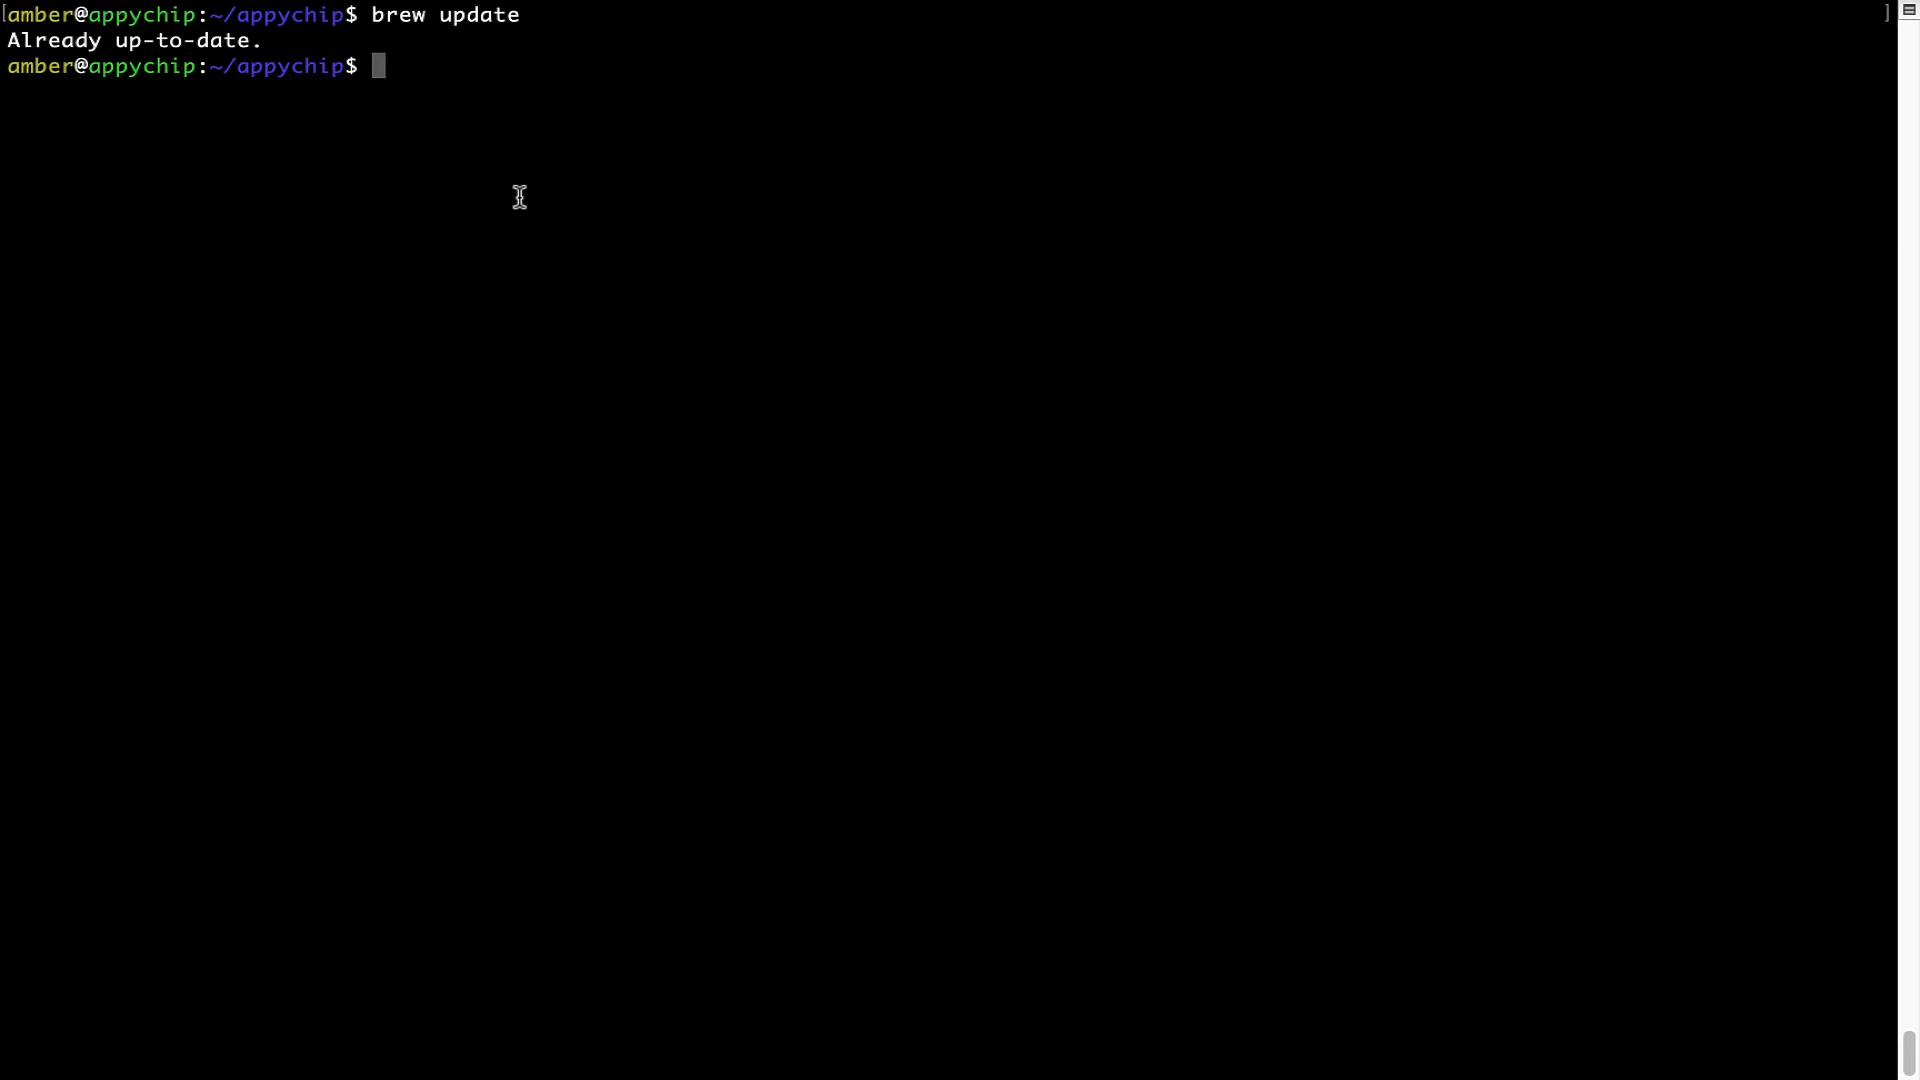 [amber@appychip:~/appychip$ brew update ]
Already up-to-date.
amber@appychip:~/appychip$